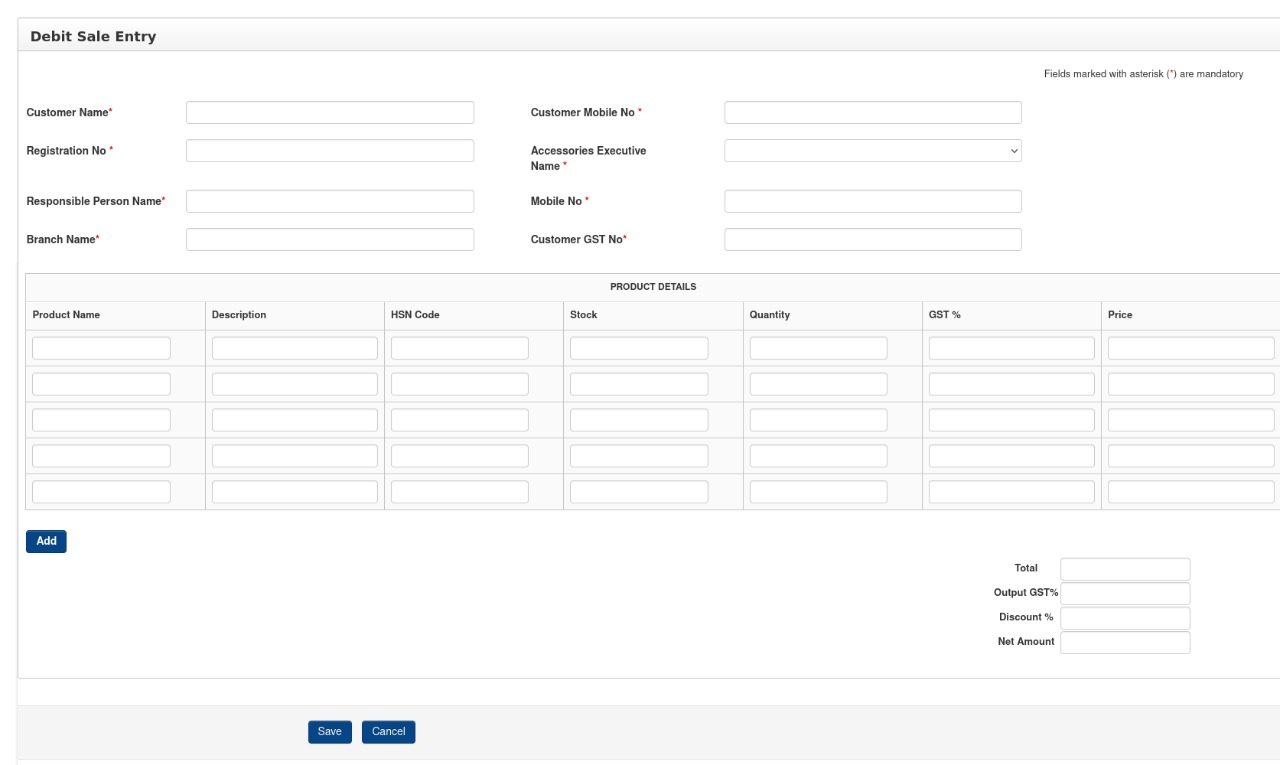 Debit Sale Entry
Fields marked with asterisk (*) are mandatory
Customer Name*
Customer Mobile No *
Registration No *
Accessories Executive
Name *
Responsible Person Name*
Mobile No *
Branch Name*
Customer GST No*
PRODUCT DETAILS
Product Name Description HSN Code Stock Quantity GST % Price
Add
Total
Output GST%
Discount %
Net Amount
Save Cancel